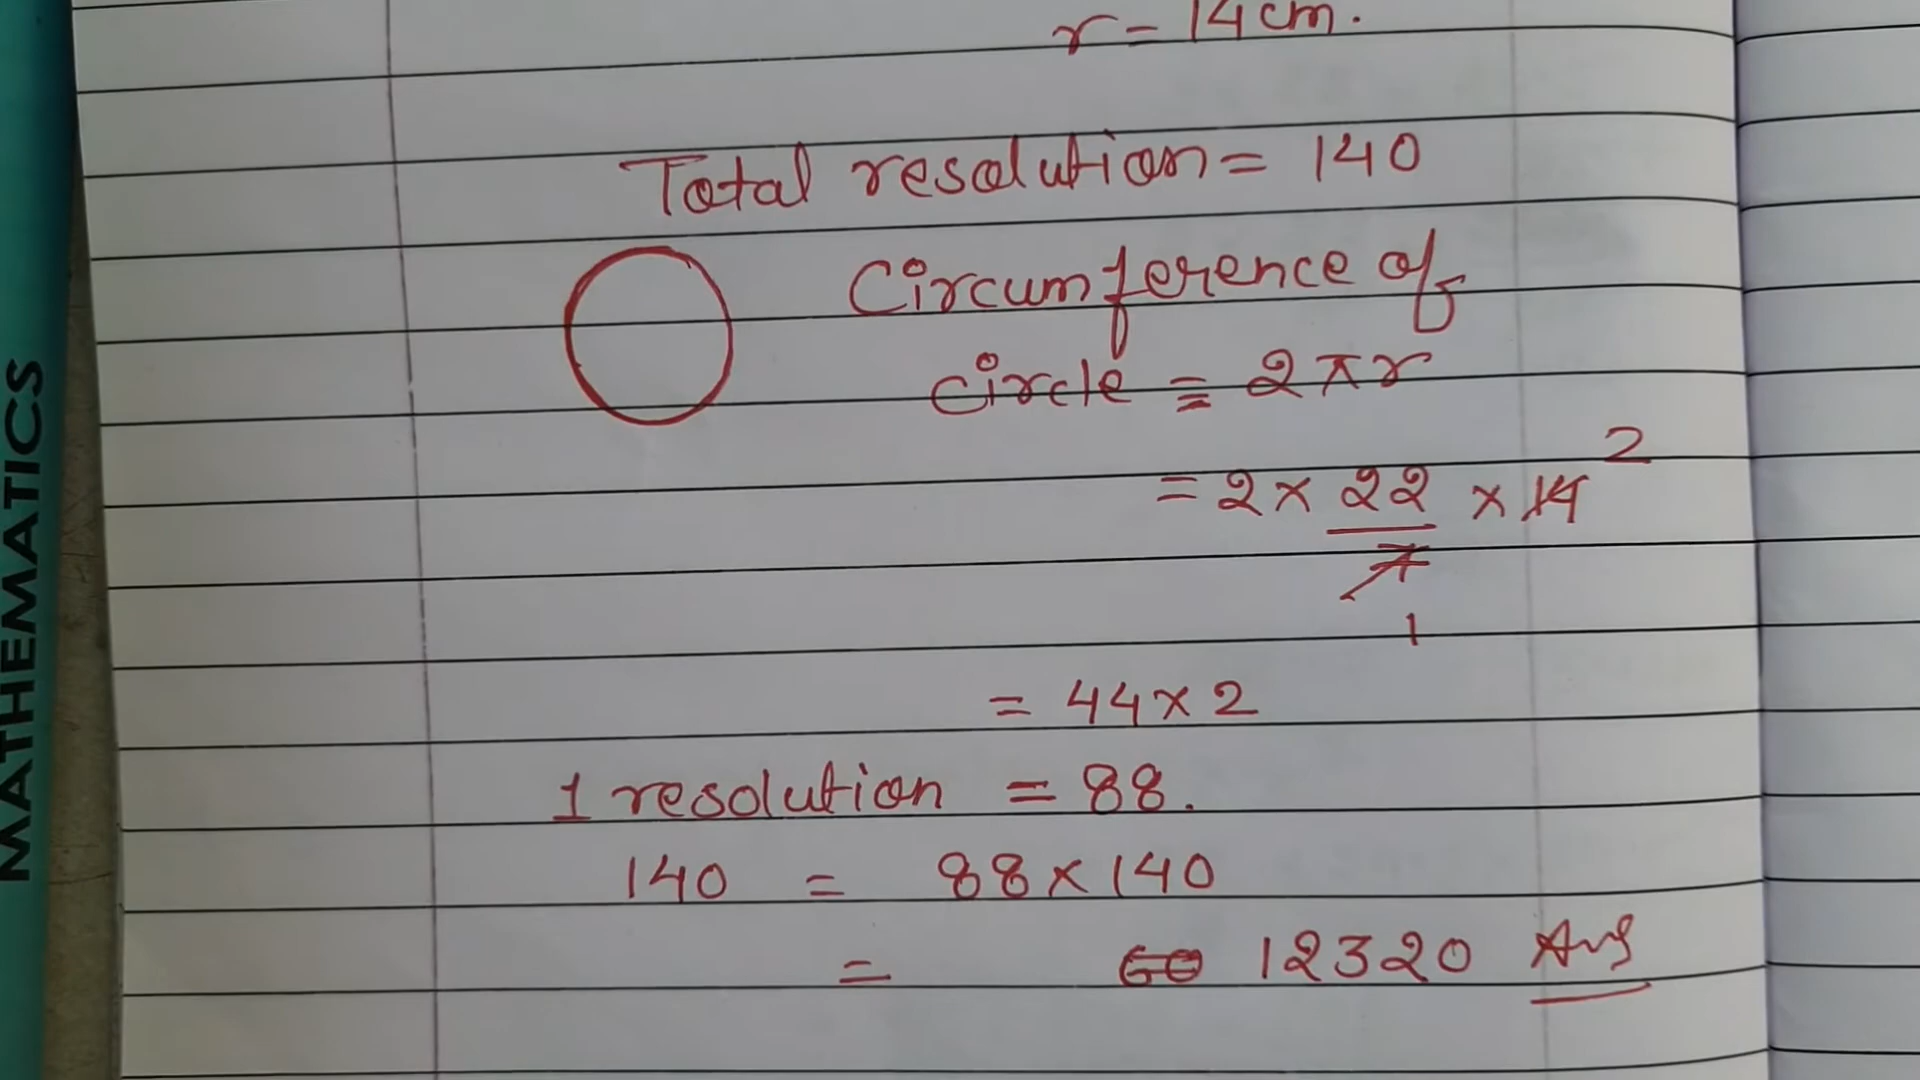 MATHEMATICS
r = 14 cm.
Total resolution = 140
Circumference of
circle = 2πr
= 2 × 22/7 × 14 2
1
= 44 × 2
1 resolution = 88.
140 = 88 × 140
= 60 12320 Ans